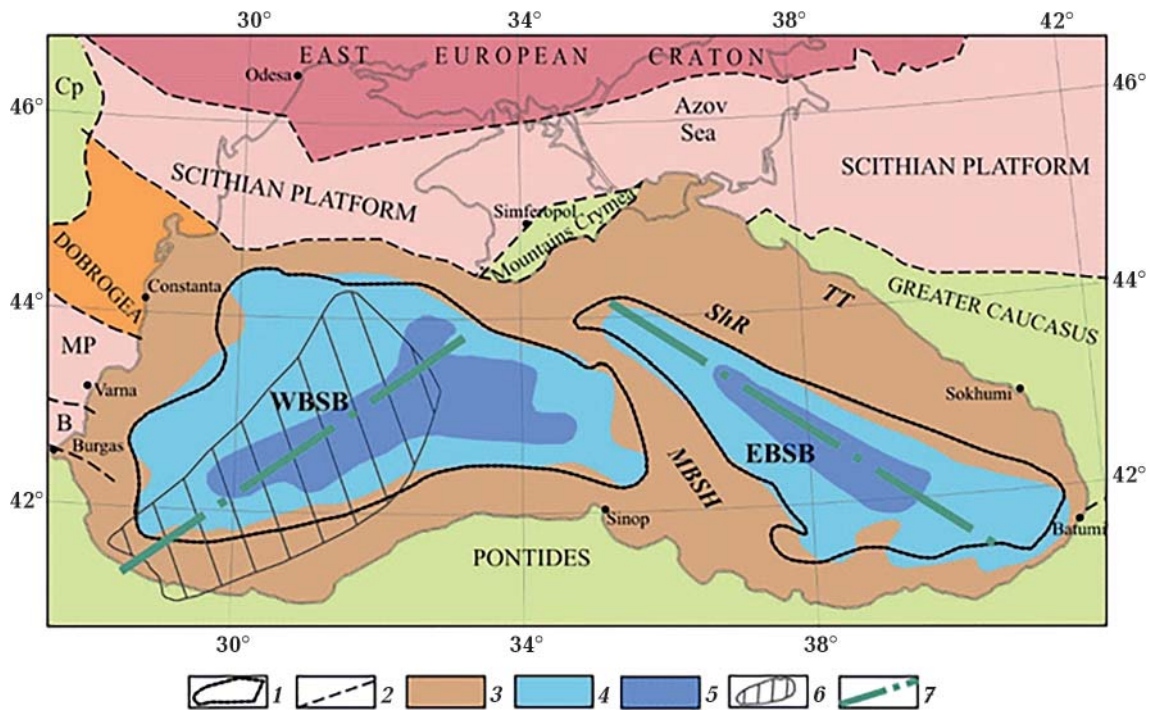 30° 34° 38° 42°
EAST EUROPEAN CRATON
Odesa
Cp
46° 46°
Azov
Sea
SCITHIAN PLATFORM
SCITHIAN PLATFORM
Simferopol
Mountains Crymea
DOBROGEA
Constanta
44° 44°
TT
GREATER CAUCASUS
ShR
MP
Varna
WBSB
Sokhumi
B
Burgas
EBSB
MBSH
42° 42°
Sinop
Batumi
PONTIDES
30° 34° 38°
1 2 3 4 5 6 7